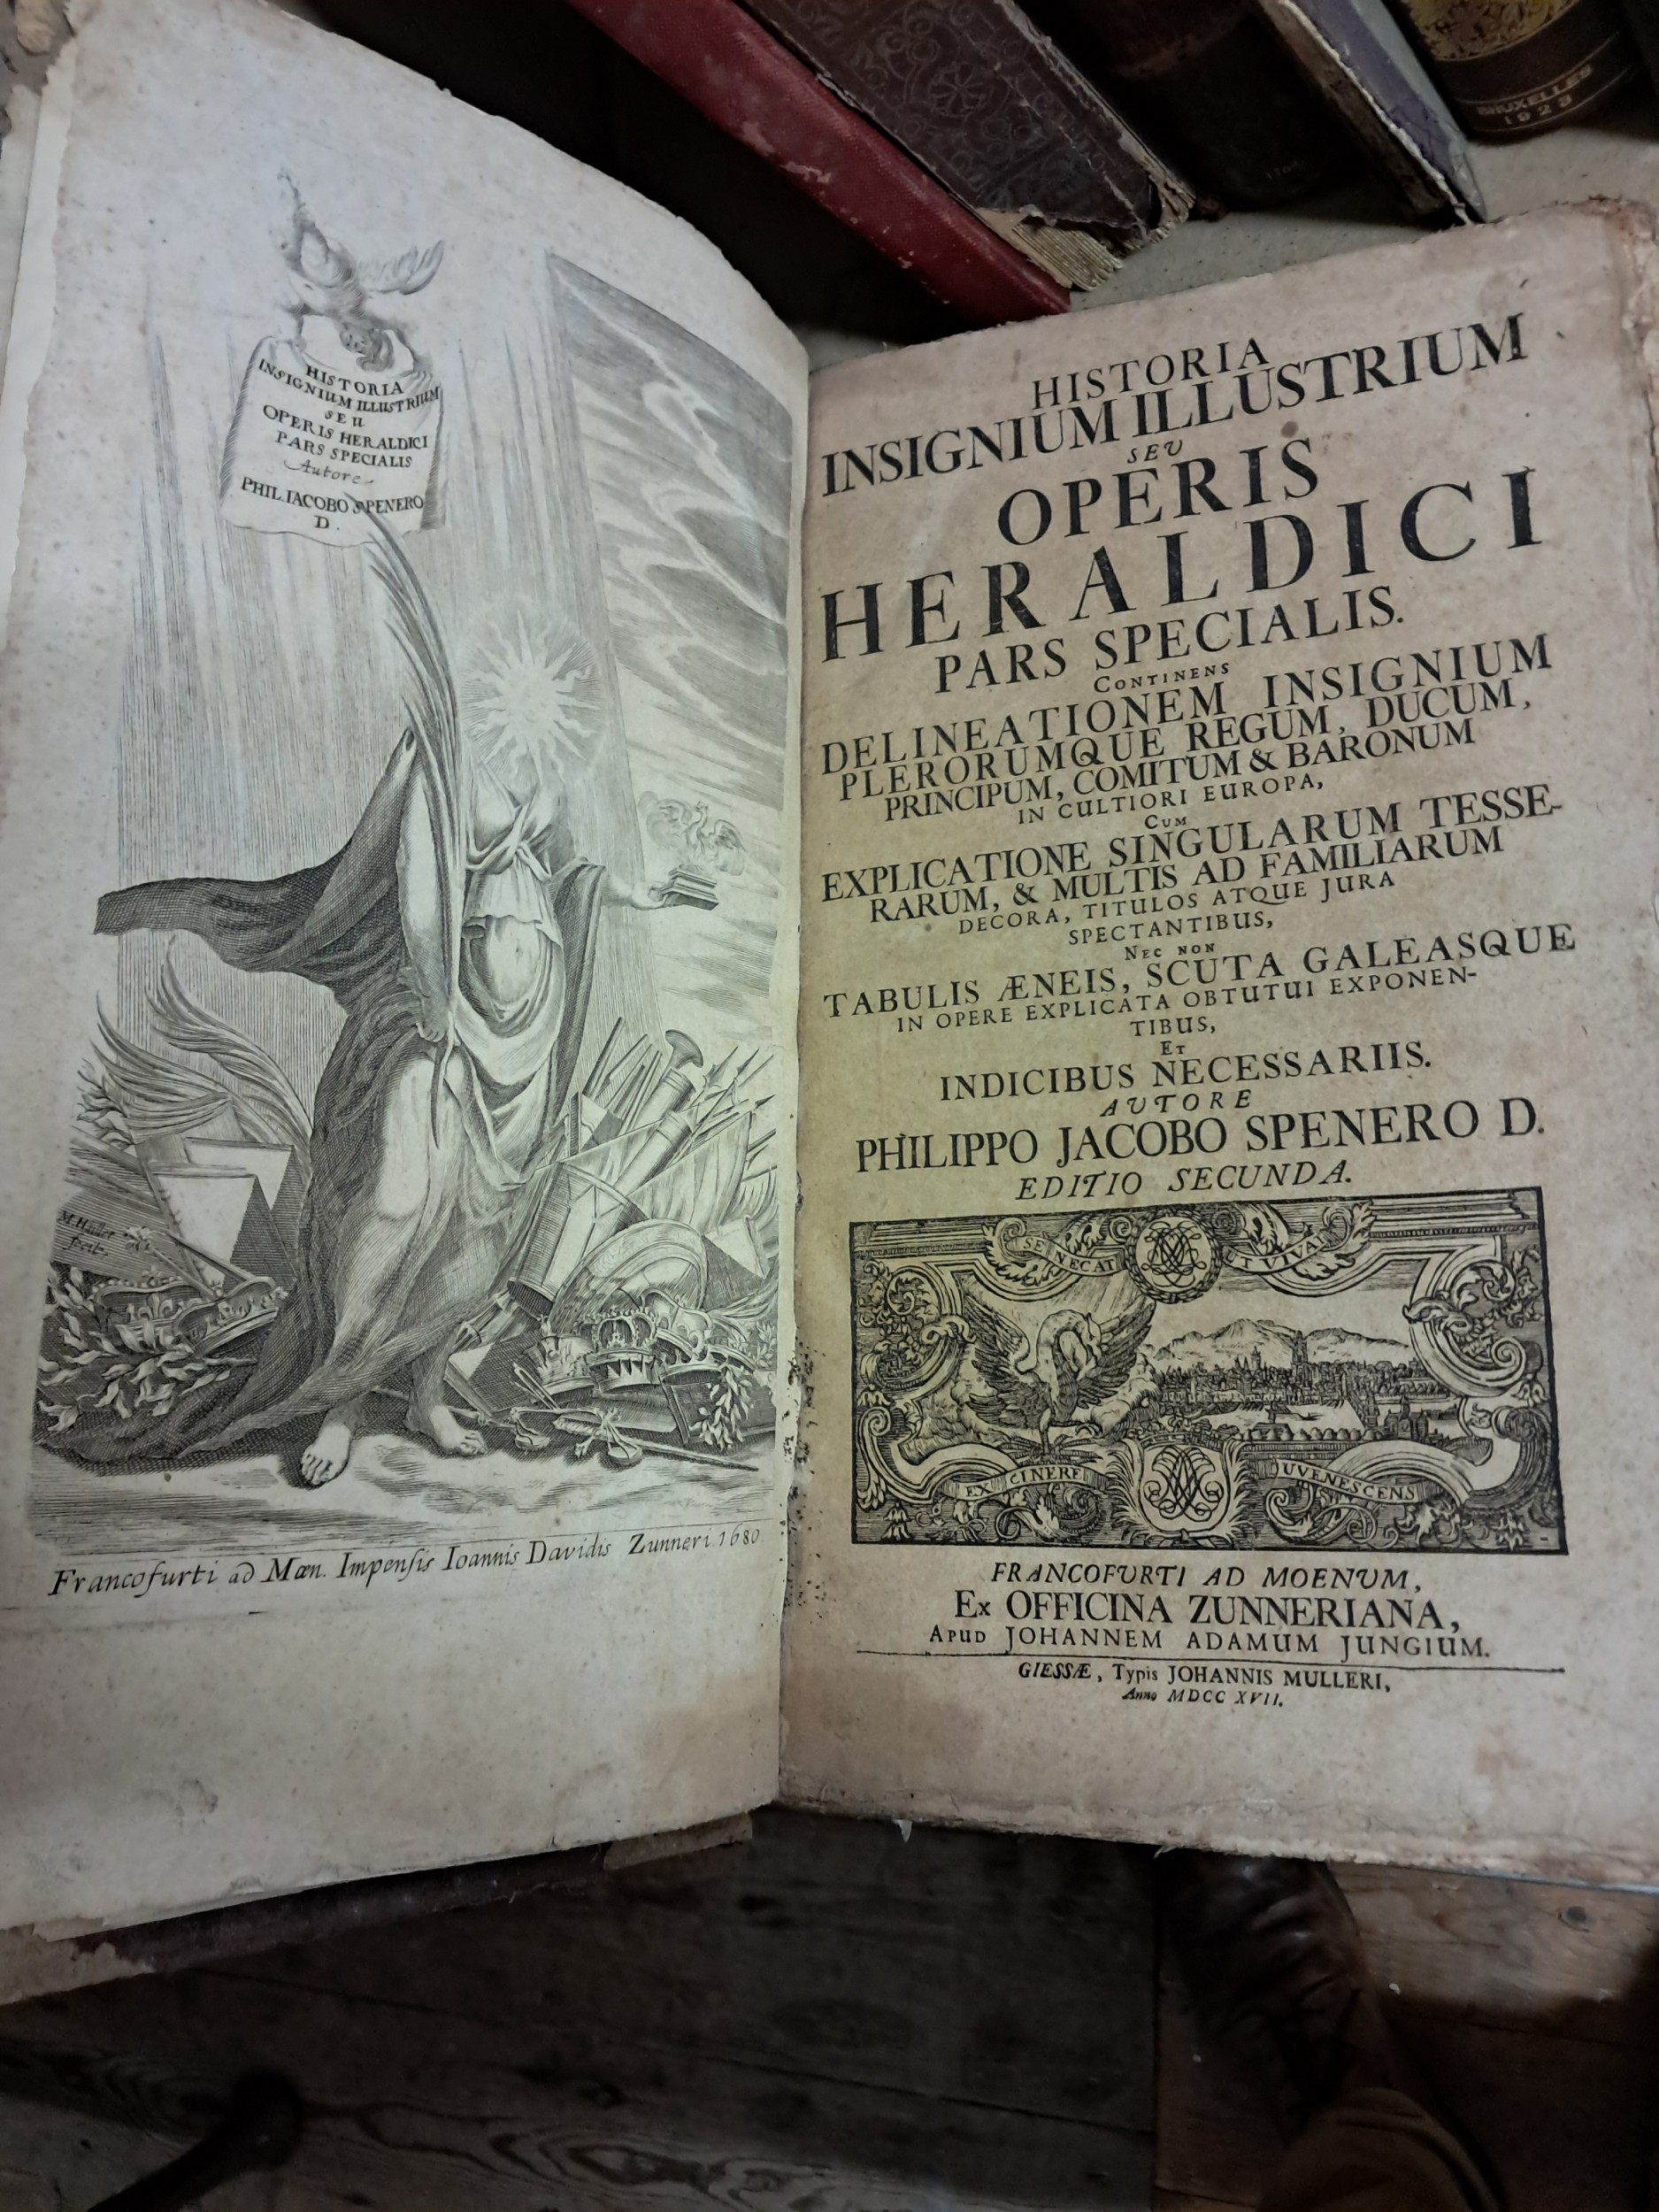 HISTORIA
INSIGNIUM ILLUSTRIUM
SEU
OPERIS HERALDICI
PARS SPECIALIS
Autore
PHIL. IACOBO SPENERO
D.
Francofurti ad Mœn. Impensis Ioannis Davidis Zunneri. 1680
HISTORIA
INSIGNIUM ILLUSTRIUM
SEU
OPERIS
HERALDICI
PARS SPECIALIS.
CONTINENS
DELINEATIONEM INSIGNIUM
PLERORUMQUE REGUM, DUCUM,
PRINCIPUM, COMITUM & BARONUM
IN CULTIORI EUROPA,
CUM
EXPLICATIONE SINGULARUM TESSE-
RARUM, & MULTIS AD FAMILIARUM
DECORA, TITULOS ATQUE JURA
SPECTANTIBUS,
NEC NON
TABULIS ÆNEIS, SCUTA GALEASQUE
IN OPERE EXPLICATA OBTUTUI EXPONEN-
TIBUS,
ET
INDICIBUS NECESSARIIS.
AUTORE
PHILIPPO JACOBO SPENERO D.
EDITIO SECUNDA.
SE NECAT UT VIVAT
EX CINERE JUVENESCENS
FRANCOFURTI AD MOENUM,
Ex OFFICINA ZUNNERIANA,
APUD JOHANNEM ADAMUM JUNGIUM.
GIESSÆ, Typis JOHANNIS MULLERI,
Anno MDCC XVII.
BRUXELLES
1923